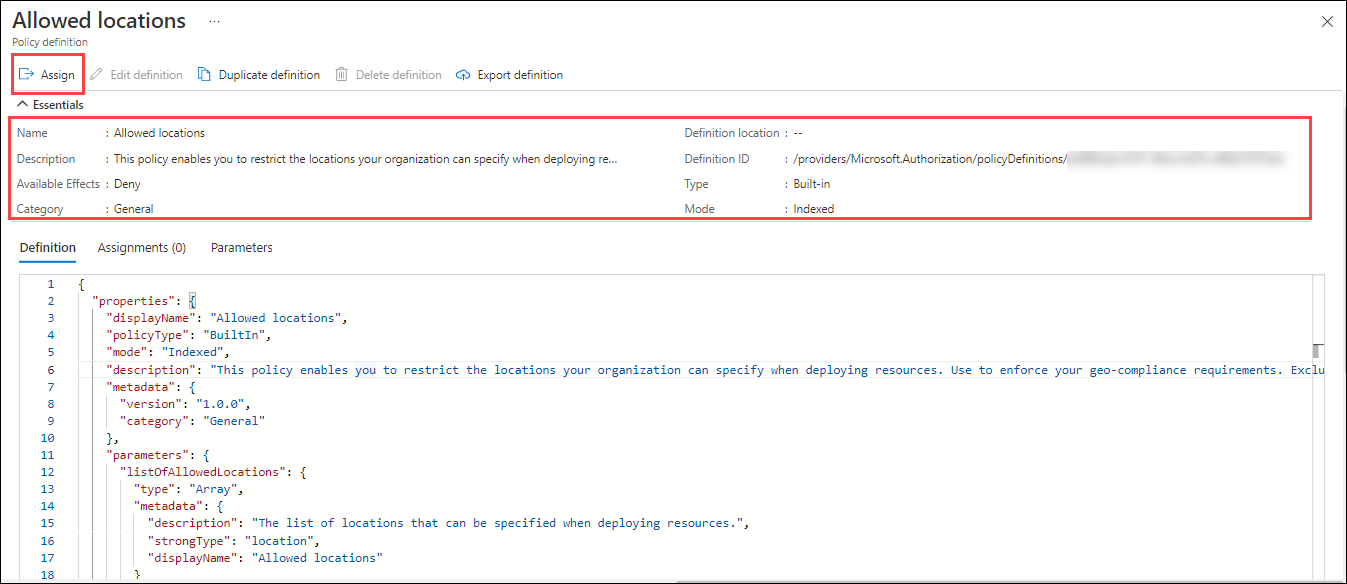 Allowed locations ...
Policy definition
Assign Edit definition Duplicate definition Delete definition Export definition
Essentials
Name : Allowed locations Definition location : --
Description : This policy enables you to restrict the locations your organization can specify when deploying re... Definition ID : /providers/Microsoft.Authorization/policyDefinitions/
Available Effects : Deny Type : Built-in
Category : General Mode : Indexed
Definition Assignments (0) Parameters
1 {
2 "properties": {
3 "displayName": "Allowed locations",
4 "policyType": "BuiltIn",
5 "mode": "Indexed",
6 "description": "This policy enables you to restrict the locations your organization can specify when deploying resources. Use to enforce your geo-compliance requirements. Exclu
7 "metadata": {
8 "version": "1.0.0",
9 "category": "General"
10 },
11 "parameters": {
12 "listOfAllowedLocations": {
13 "type": "Array",
14 "metadata": {
15 "description": "The list of locations that can be specified when deploying resources.",
16 "strongType": "location",
17 "displayName": "Allowed locations"
18 }